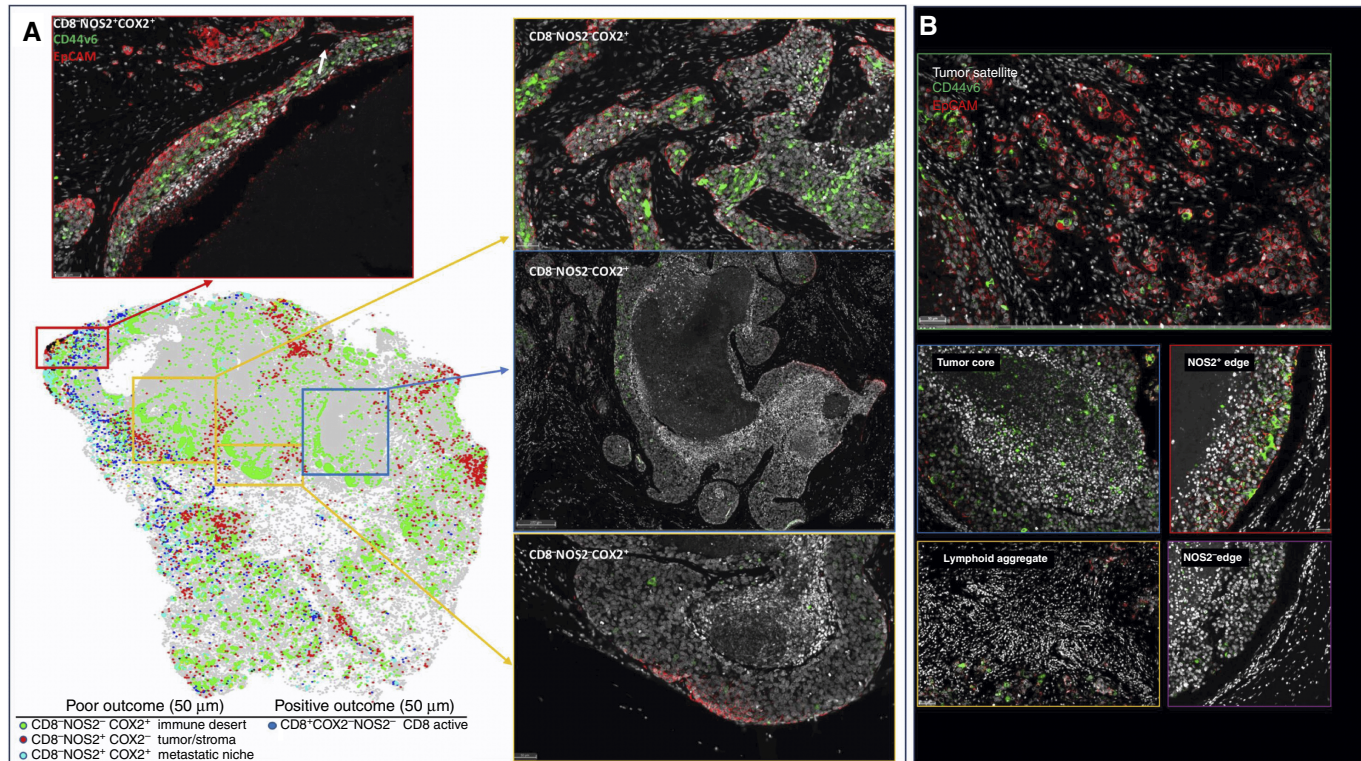 A
CD8⁻NOS2⁺COX2⁺
CD44v6
EpCAM
CD8⁻NOS2⁻COX2⁺
CD8⁻NOS2⁻COX2⁺
CD8⁻NOS2⁻COX2⁺
Poor outcome (50 μm)
CD8⁻NOS2⁻ COX2⁺ immune desert
CD8⁻NOS2⁺ COX2⁻ tumor/stroma
CD8⁻NOS2⁺ COX2⁺ metastatic niche
Positive outcome (50 μm)
CD8⁺COX2⁻NOS2⁻ CD8 active
B
Tumor satellite
CD44v6
EpCAM
Tumor core
NOS2⁺ edge
Lymphoid aggregate
NOS2⁻edge